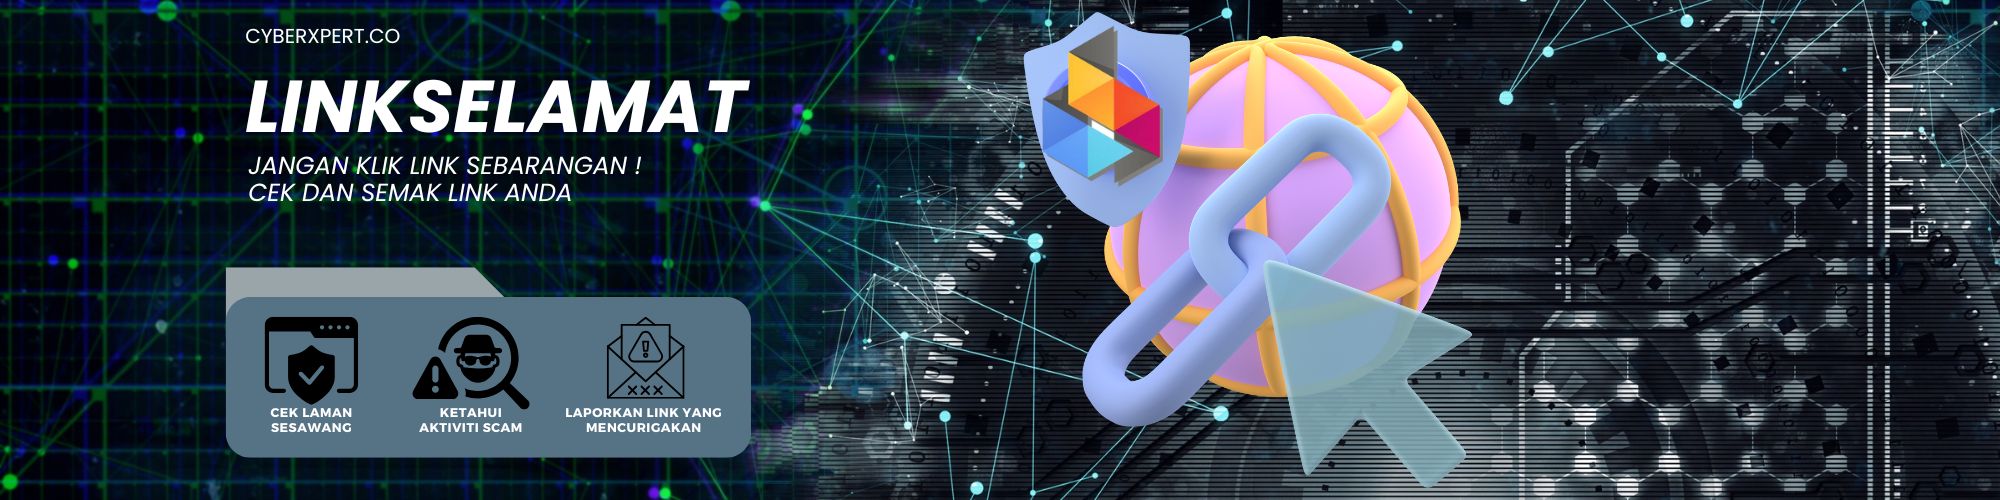 CYBERXPERT.CO
LINKSELAMAT
JANGAN KLIK LINK SEBARANGAN !
CEK DAN SEMAK LINK ANDA
CEK LAMAN
SESAWANG
KETAHUI
AKTIVITI SCAM
LAPORKAN LINK YANG
MENCURIGAKAN